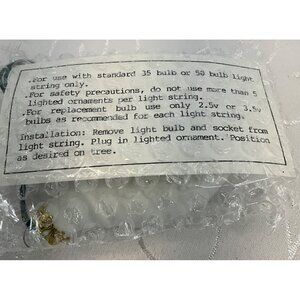 .For use with standard 35 bulb or 50 bulb light
string only.
.For safety precautions, do not use more than 5
lighted ornaments per light string.
.For replacement bulb use only 2.5v or 3.5v
bulbs as recommended for each light string.
Installation: Remove light bulb and socket from
light string. Plug in lighted ornament. Position
as desired on tree.